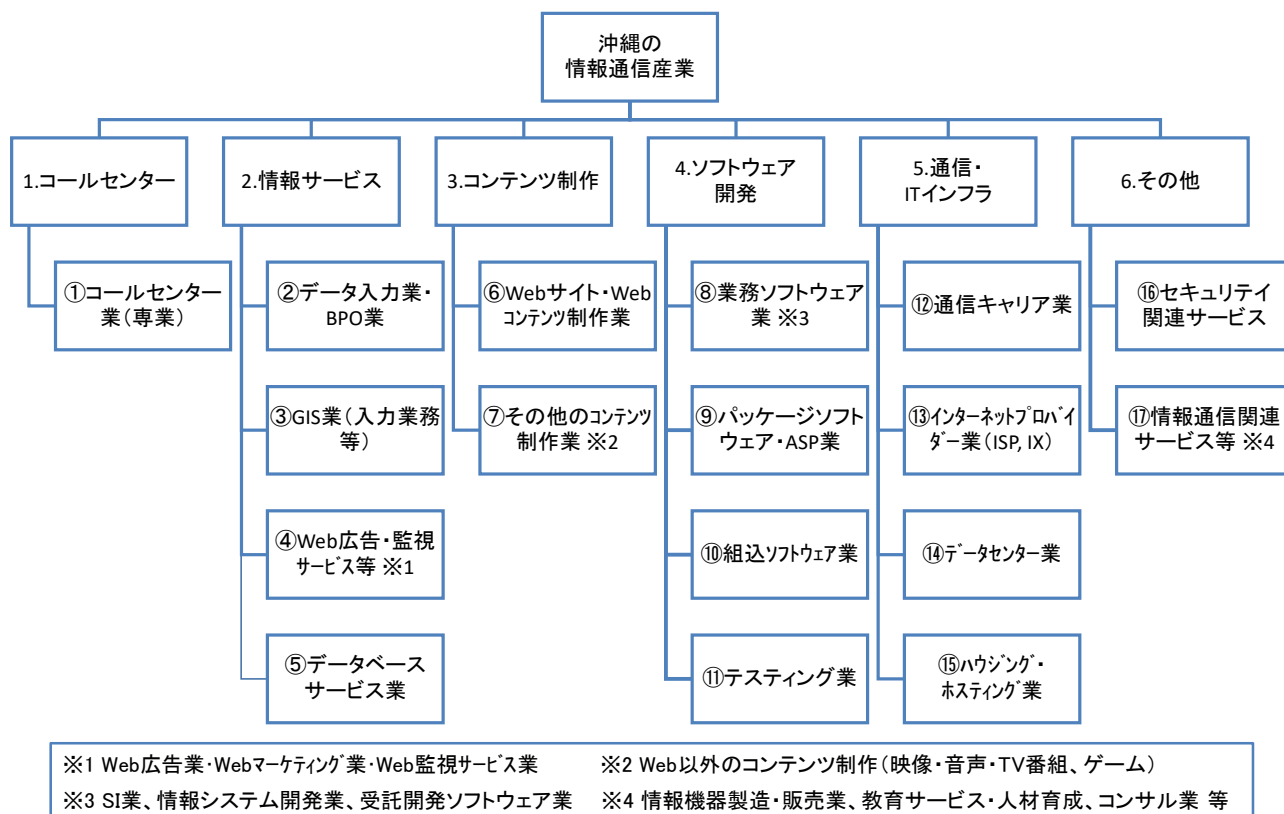 沖縄の
情報通信産業
1.コールセンター
2.情報サービス
3.コンテンツ制作
4.ソフトウェア
開発
5.通信・
ITインフラ
6.その他
①コールセンター
業(専業)
②データ入力業・
BPO業
③GIS業(入力業務
等)
④Web広告・監視
サービス等 ※1
⑤データベース
サービス業
⑥Webサイト・Web
コンテンツ制作業
⑦その他のコンテンツ
制作業 ※2
⑧業務ソフトウェア
業 ※3
⑨パッケージソフト
ウェア・ASP業
⑩組込ソフトウェア業
⑪テスティング業
⑫通信キャリア業
⑬インターネットプロバイ
ダー業(ISP, IX)
⑭データセンター業
⑮ハウジング・
ホスティング業
⑯セキュリテイ
関連サービス
⑰情報通信関連
サービス等 ※4
※1 Web広告業・Webマーケティング業・Web監視サービス業 ※2 Web以外のコンテンツ制作(映像・音声・TV番組、ゲーム)
※3 SI業、情報システム開発業、受託開発ソフトウェア業 ※4 情報機器製造・販売業、教育サービス・人材育成、コンサル業 等